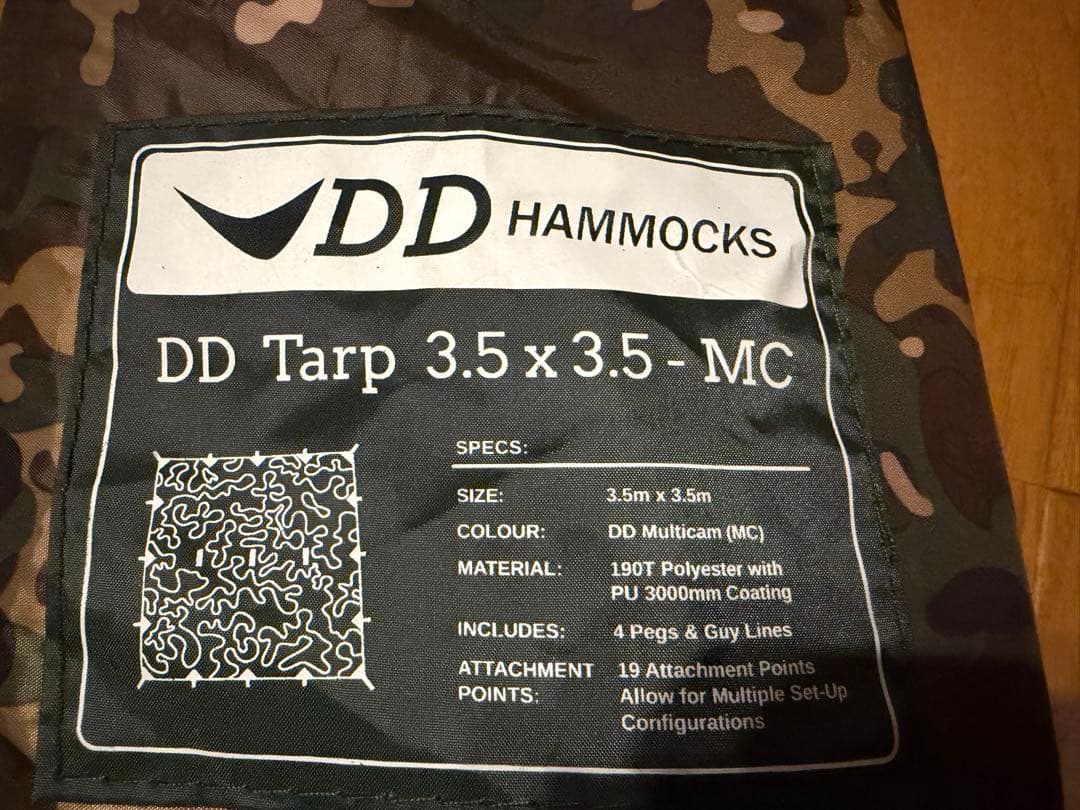 DD HAMMOCKS
DD Tarp 3.5 x 3.5 - MC
SPECS:
SIZE: 3.5m x 3.5m
COLOUR: DD Multicam (MC)
MATERIAL: 190T Polyester with
PU 3000mm Coating
INCLUDES: 4 Pegs & Guy Lines
ATTACHMENT 19 Attachment Points
POINTS: Allow for Multiple Set-Up
Configurations